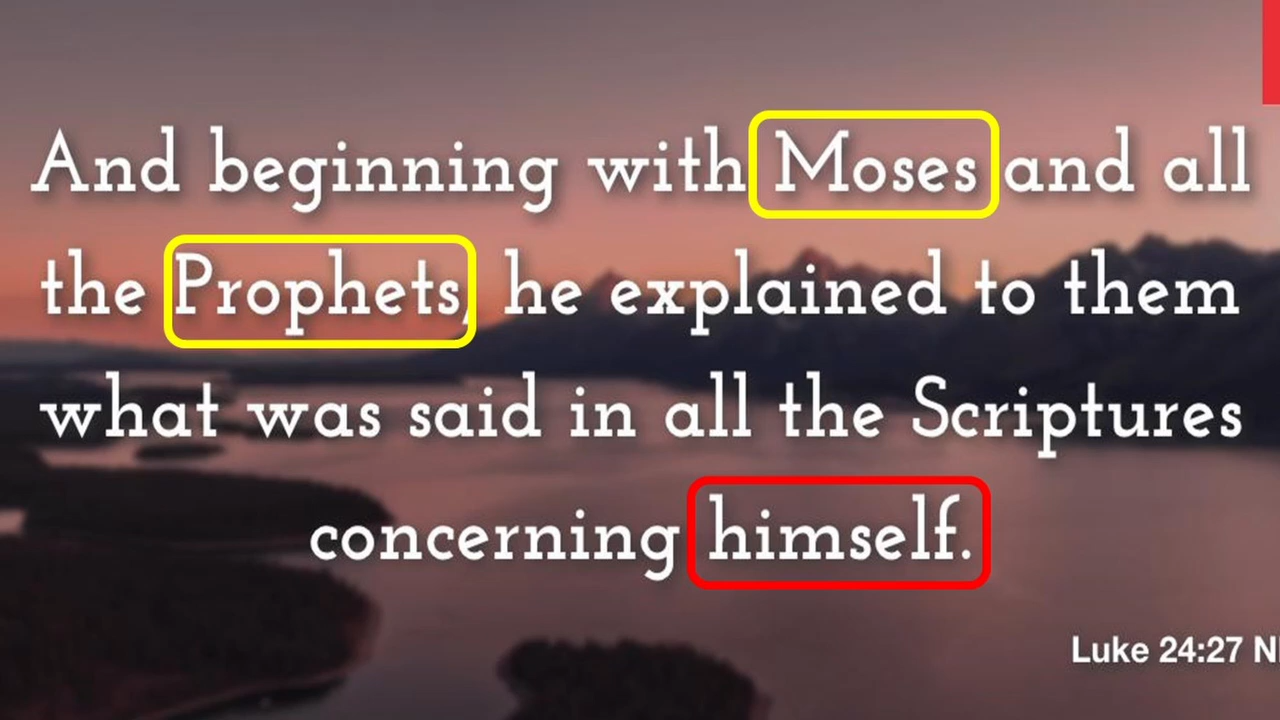 And beginning with Moses and all
the Prophets, he explained to them
what was said in all the Scriptures
concerning himself.
Luke 24:27